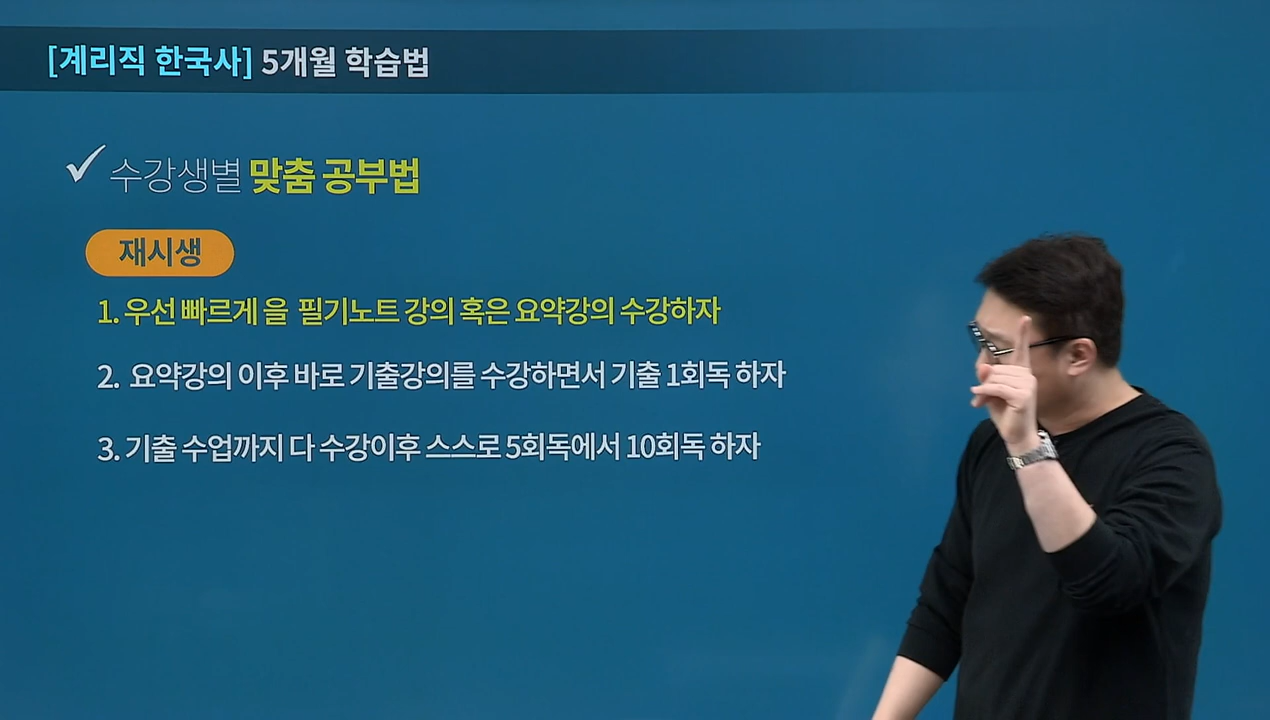 [계리직 한국사] 5개월 학습법
수강생별 맞춤 공부법
재시생
1. 우선 빠르게 을 필기노트 강의 혹은 요약강의 수강하자
2. 요약강의 이후 바로 기출강의를 수강하면서 기출 1회독 하자
3. 기출 수업까지 다 수강이후 스스로 5회독에서 10회독 하자